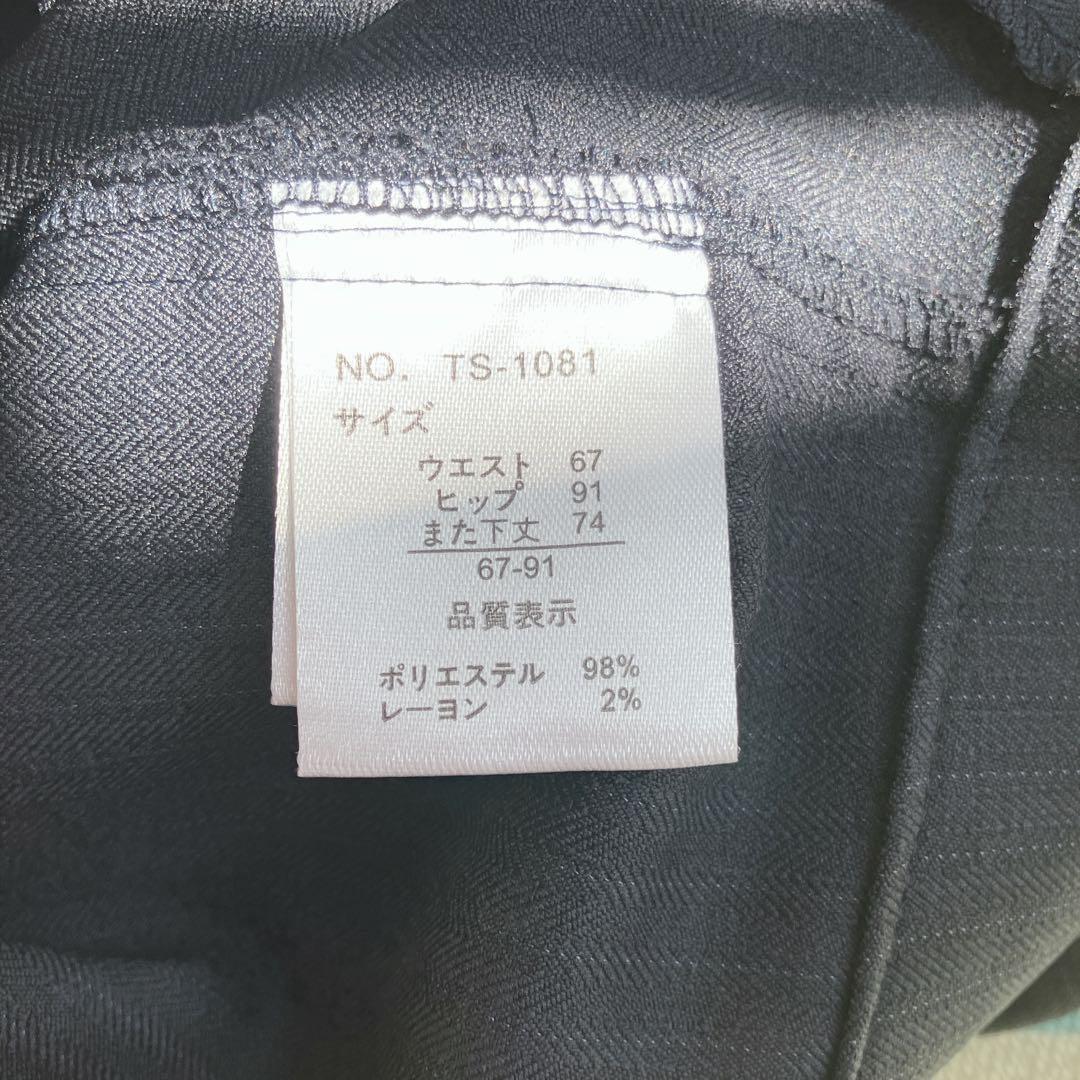 NO. TS-1081
サイズ
ウエスト 67
ヒップ 91
また下丈 74
67-91
品質表示
ポリエステル 98%
レーヨン 2%